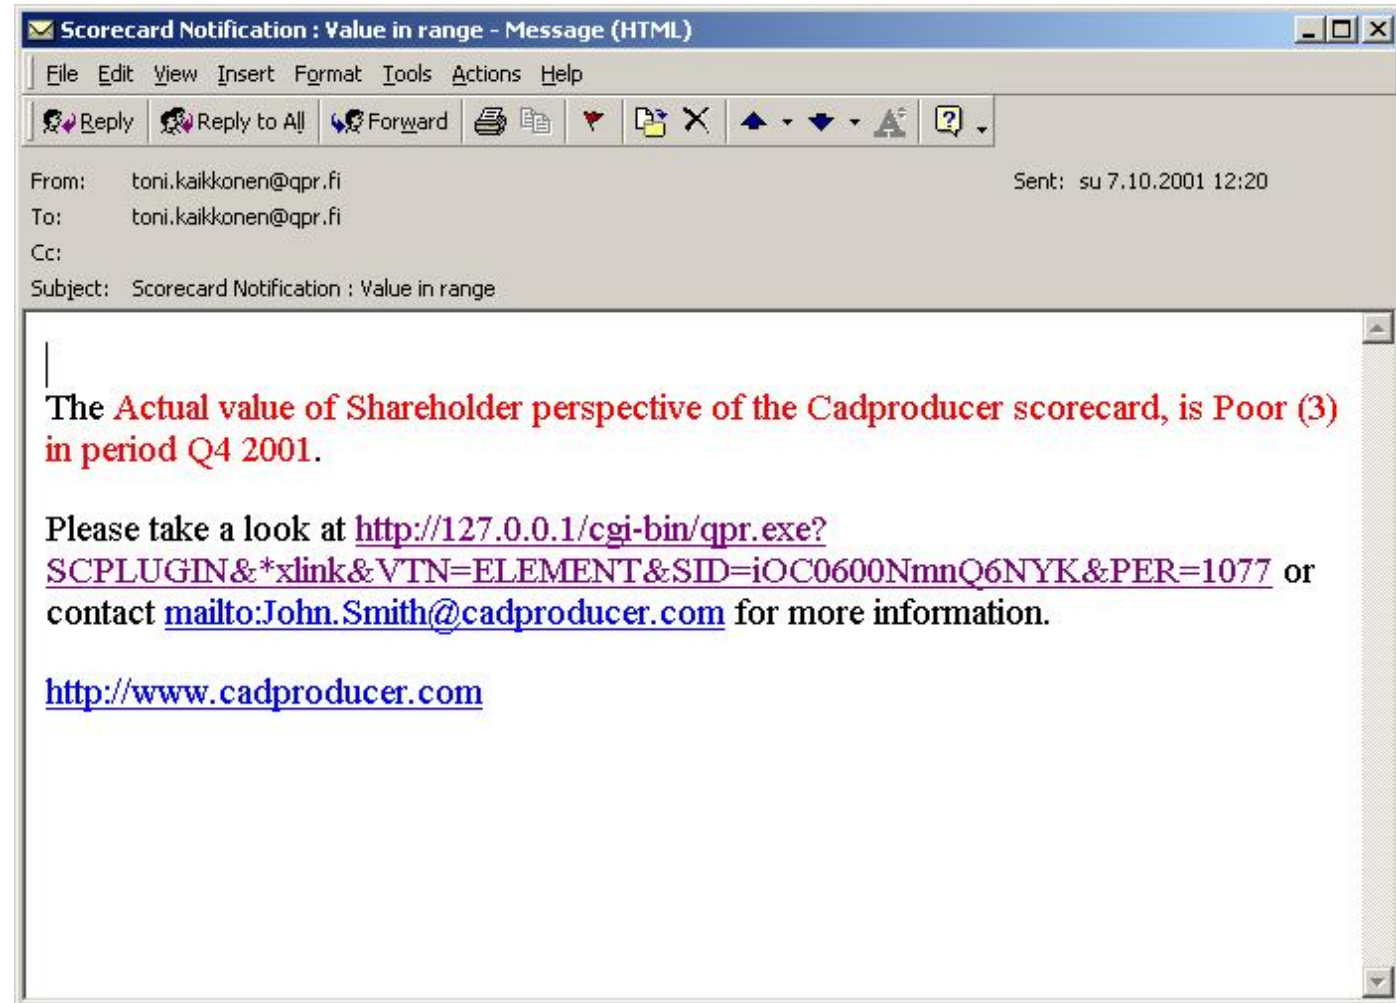 Scorecard Notification : Value in range - Message (HTML)
File Edit View Insert Format Tools Actions Help
Reply Reply to All Forward
From: toni.kaikkonen@qpr.fi Sent: su 7.10.2001 12:20
To: toni.kaikkonen@qpr.fi
Cc:
Subject: Scorecard Notification : Value in range
The Actual value of Shareholder perspective of the Cadproducer scorecard, is Poor (3)
in period Q4 2001.
Please take a look at http://127.0.0.1/cgi-bin/qpr.exe?
SCPLUGIN&*xlink&VTN=ELEMENT&SID=iOC0600NmnQ6NYK&PER=1077 or
contact mailto:John.Smith@cadproducer.com for more information.
http://www.cadproducer.com